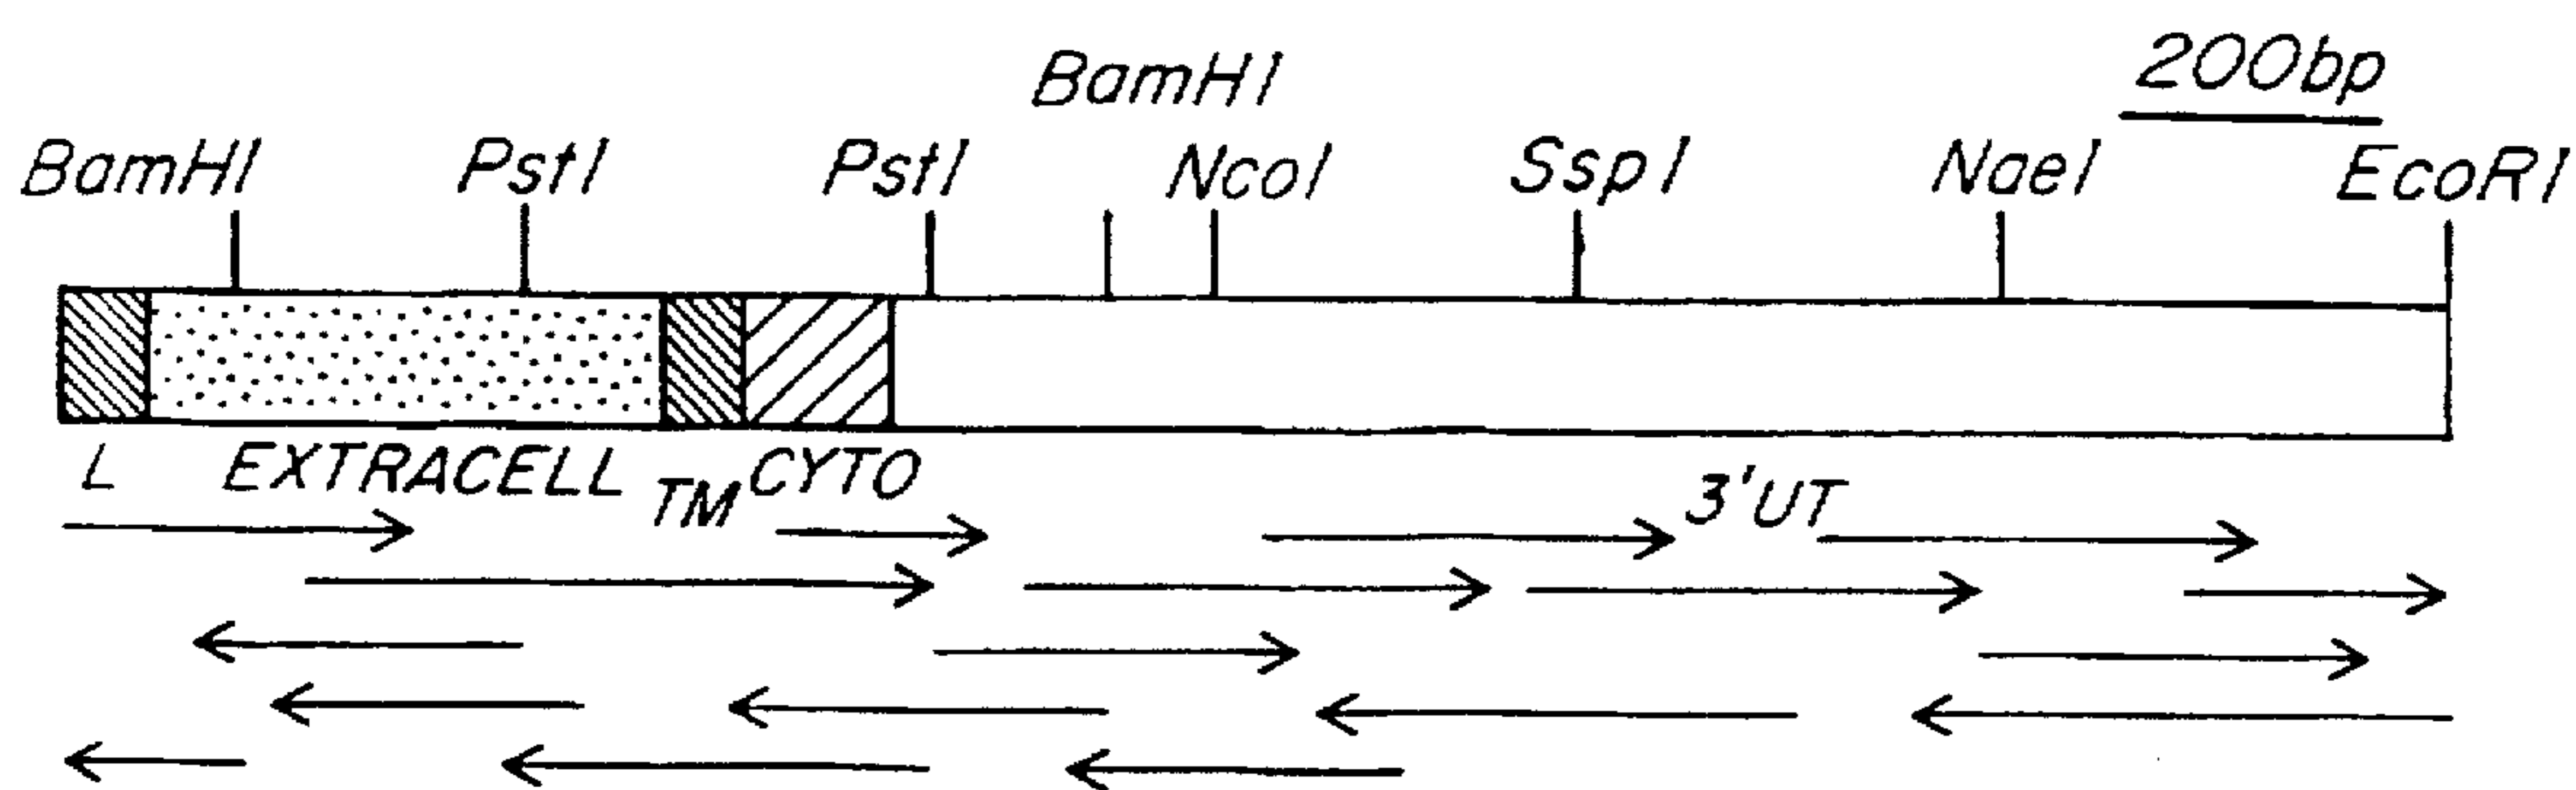 BamHI
200bp
BamHI PstI PstI NcoI SspI NaeI EcoRI
L EXTRACELL TM CYTO
3'UT